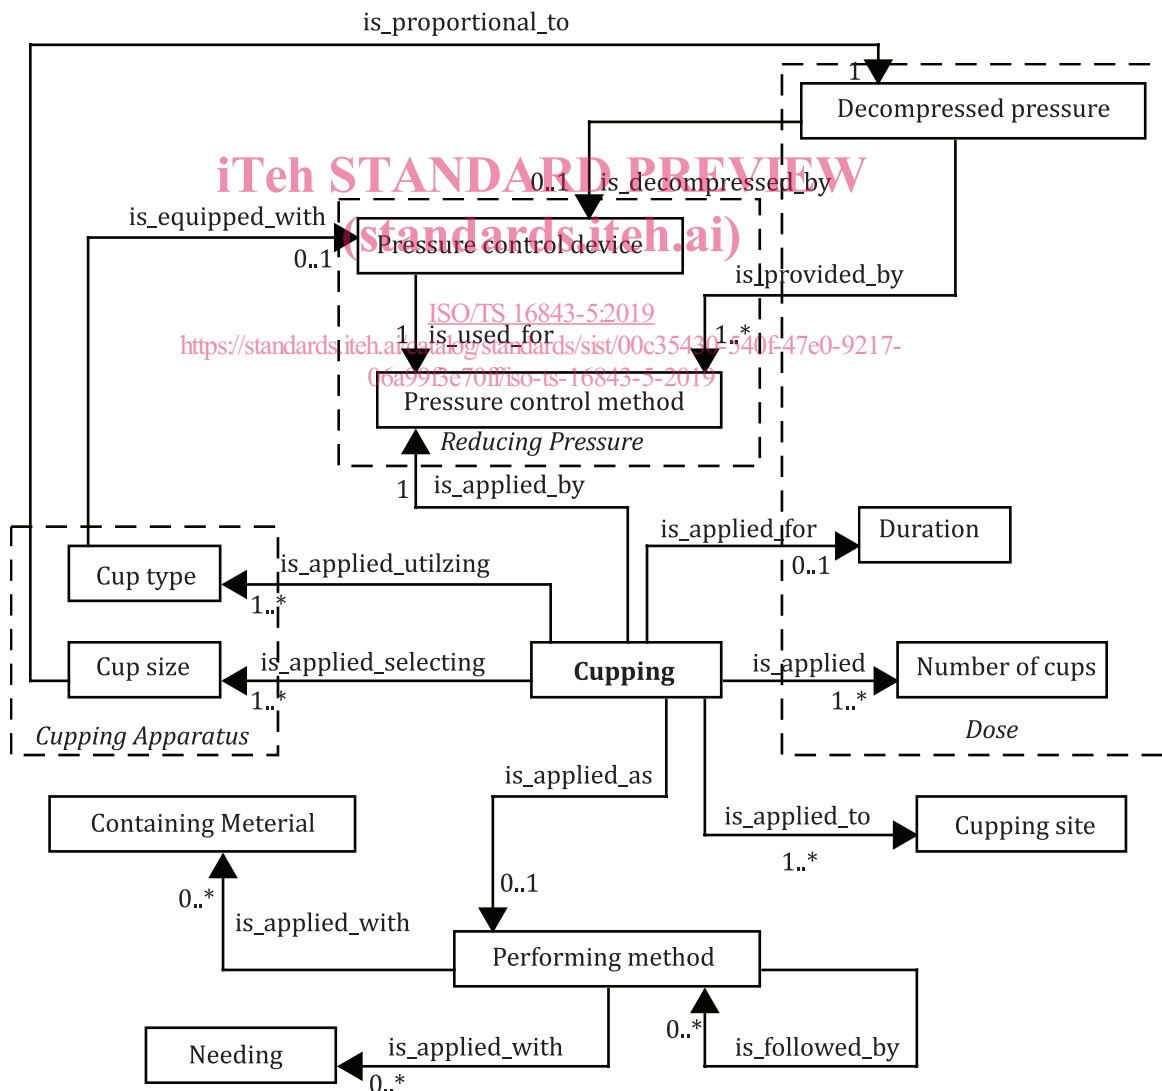 is_proportional_to
1
Decompressed pressure
iTeh STANDARD PREVIEW
0..1 is_decompressed_by
is_equipped_with
(standards.iteh.ai)
Pressure control device
0..1
is_provided_by
ISO/TS 16843-5:2019
1 is_used_for
1..*
https://standards.iteh.ai/catalog/standards/sist/00c35430-540f-47e0-9217-
06a99f3e70ff/iso-ts-16843-5-2019
Pressure control method
Reducing Pressure
is_applied_by
1
is_applied_for
Duration
0..1
is_applied_utilzing
Cup type
1..*
is_applied_selecting
Cup size
Cupping
is_applied
Number of cups
1..*
1..*
Cupping Apparatus
Dose
is_applied_as
Containing Meterial
is_applied_to
Cupping site
1..*
0..*
0..1
is_applied_with
Performing method
0..*
Needing
is_applied_with
is_followed_by
0..*